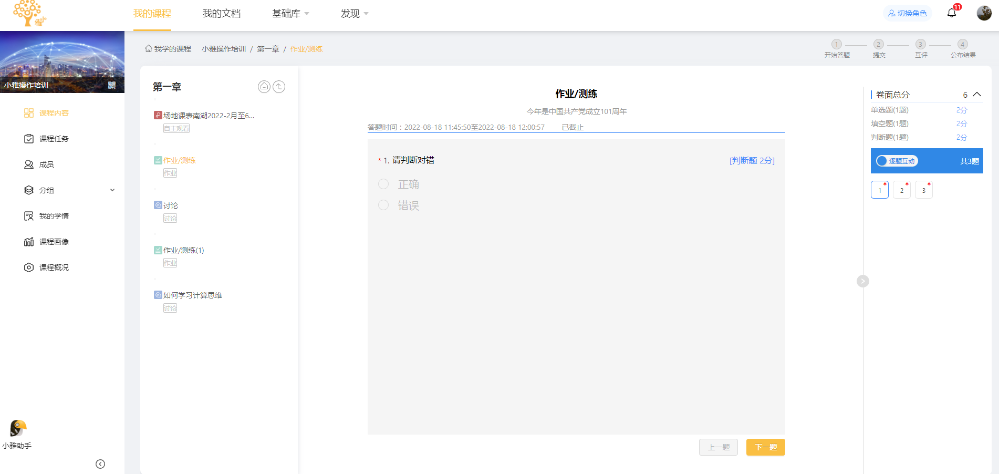 雅
我的课程 我的文档 基础库 发现 切换角色 11
小雅操作培训
课程内容
课程任务
成员
分组
我的学情
课程画像
课程概况
小雅助手
我学的课程 小雅操作培训 / 第一章 / 作业/测练
1 2 3 4
开始答题 提交 互评 公布结果
第一章
场地课表南湖2022-2月至6...
自主观看
作业/测练
作业
讨论
讨论
作业/测练(1)
作业
如何学习计算思维
讨论
作业/测练
今年是中国共产党成立101周年
答题时间：2022-08-18 11:45:50至2022-08-18 12:00:57 已截止
* 1. 请判断对错 [判断题 2分]
正确
错误
上一题 下一题
卷面总分 6
单选题(1题) 2分
填空题(1题) 2分
判断题(1题) 2分
逐题互动 共3题
1* 2* 3*